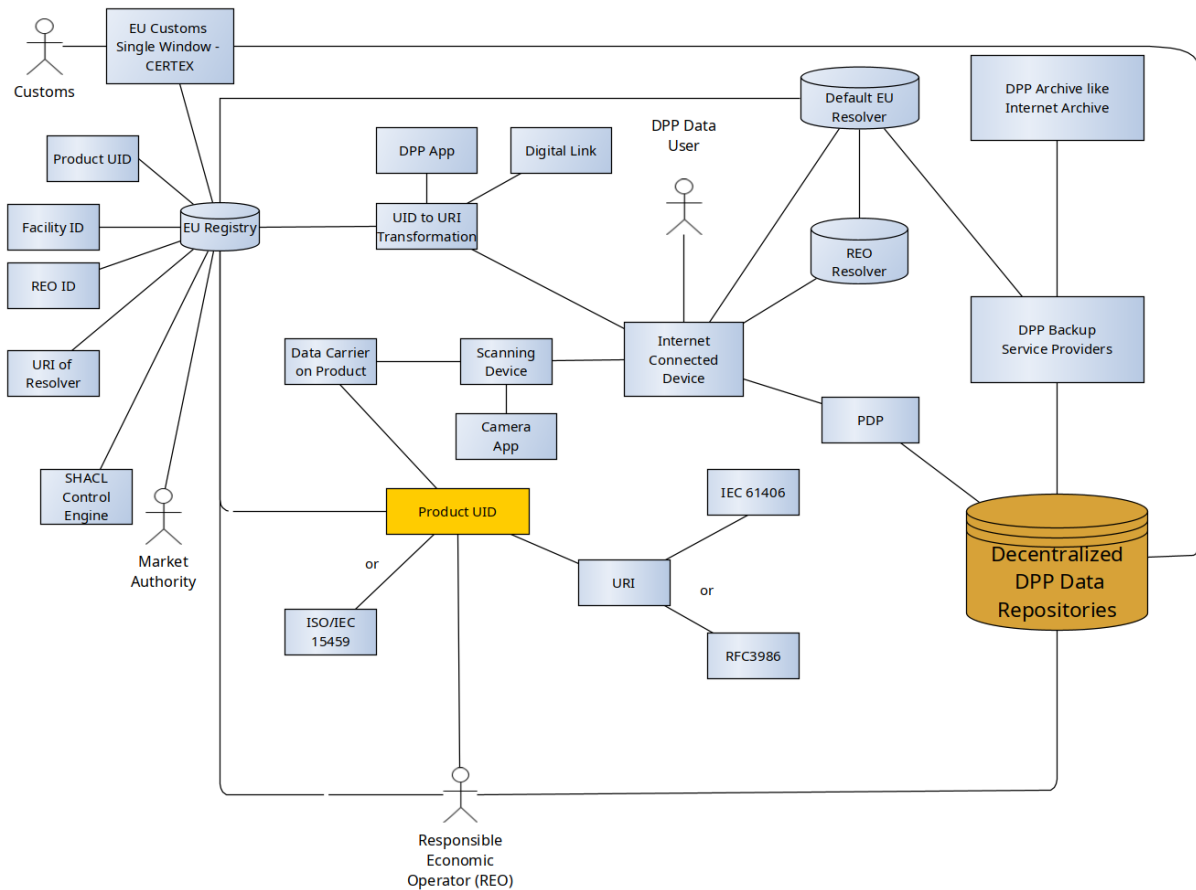 EU Customs
Single Window -
CERTEX
Customs
Default EU
Resolver
DPP Archive like
Internet Archive
DPP Data
User
Product UID
DPP App
Digital Link
Facility ID
EU Registry
UID to URI
Transformation
REO ID
REO
Resolver
URI of
Resolver
Data Carrier
on Product
Scanning
Device
Internet
Connected
Device
DPP Backup
Service Providers
Camera
App
PDP
SHACL
Control
Engine
Market
Authority
Product UID
IEC 61406
or
URI
or
ISO/IEC
15459
RFC3986
Decentralized
DPP Data
Repositories
Responsible
Economic
Operator (REO)